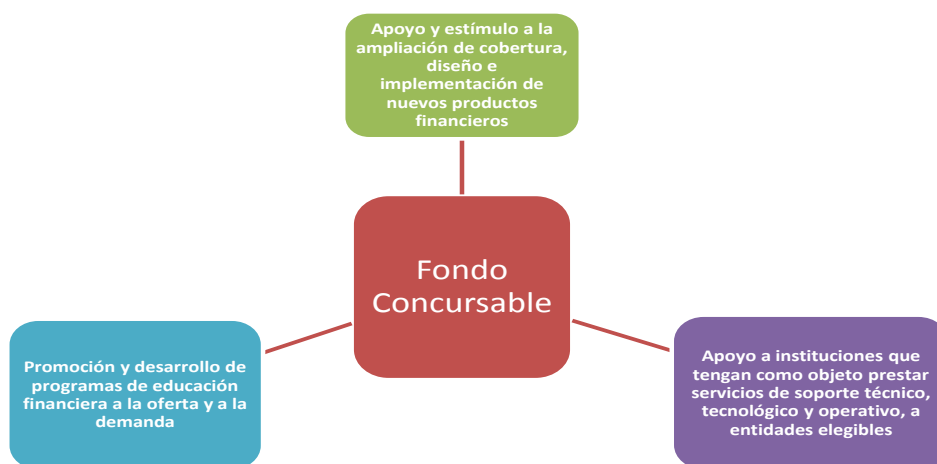 Apoyo y estímulo a la
ampliación de cobertura,
diseño e
implementación de
nuevos productos
financieros
Fondo
Concursable
Promoción y desarrollo de
programas de educación
financiera a la oferta y a la
demanda
Apoyo a instituciones que
tengan como objeto prestar
servicios de soporte técnico,
tecnológico y operativo, a
entidades elegibles